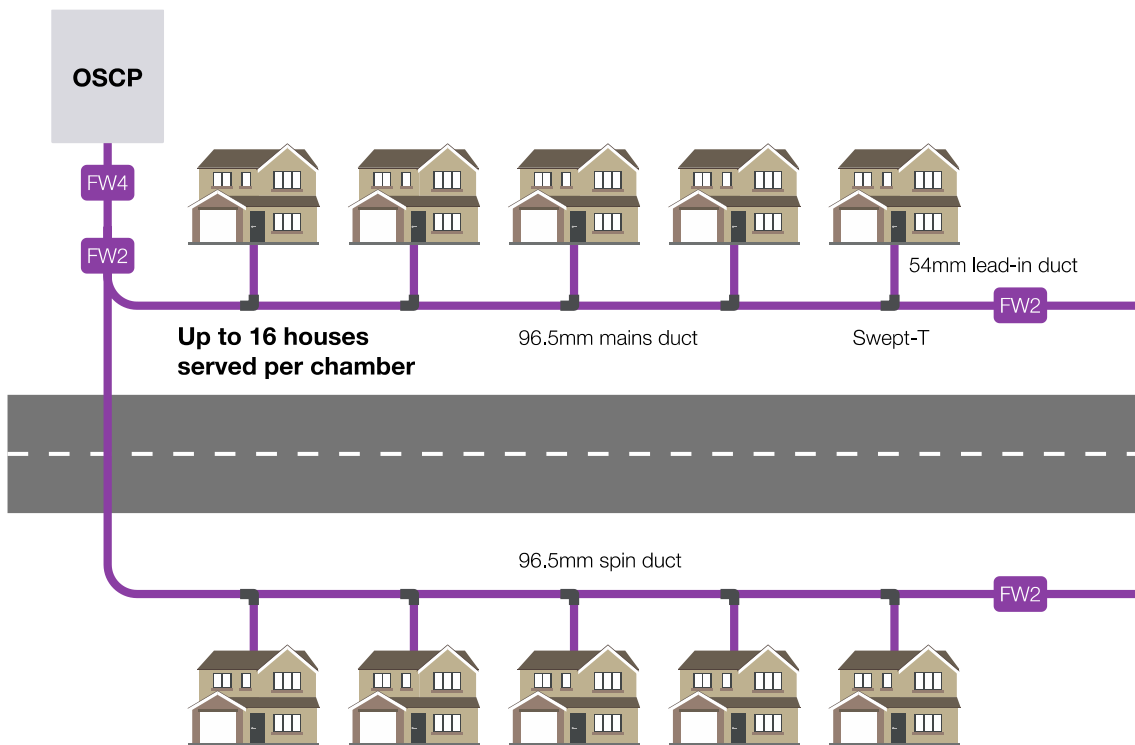 OSCP
FW4
FW2
54mm lead-in duct
FW2
Up to 16 houses
served per chamber
96.5mm mains duct
Swept-T
96.5mm spin duct
FW2